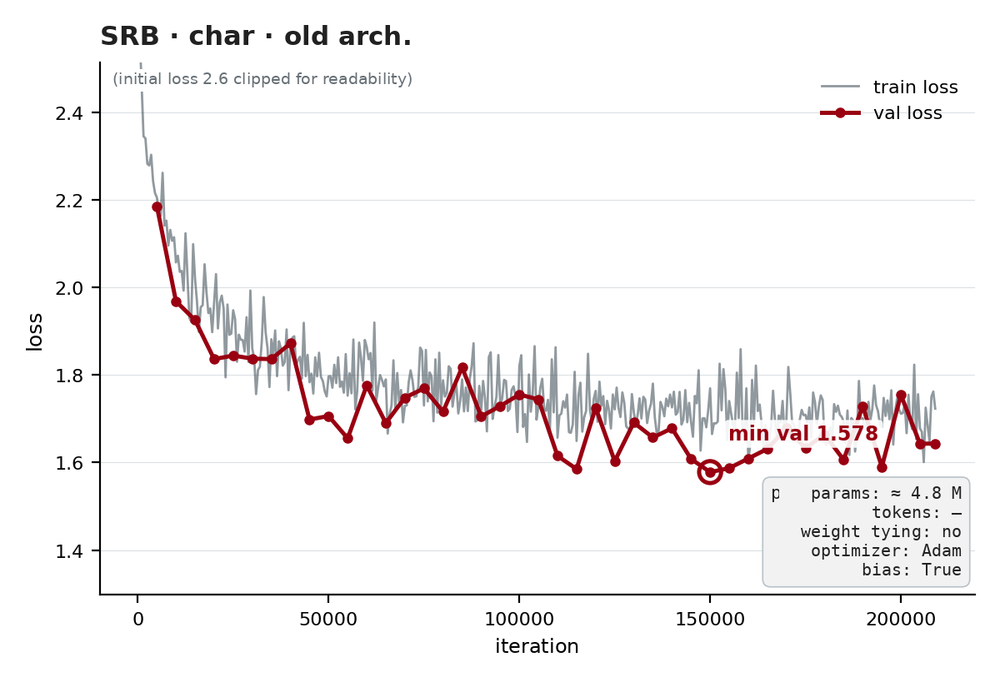 SRB · char · old arch.
(initial loss 2.6 clipped for readability)
train loss
val loss
2.4
2.2
2.0
1.8
1.6
1.4
loss
min val 1.578
p params: ≈ 4.8 M
tokens: —
weight tying: no
optimizer: Adam
bias: True
0 50000 100000 150000 200000
iteration